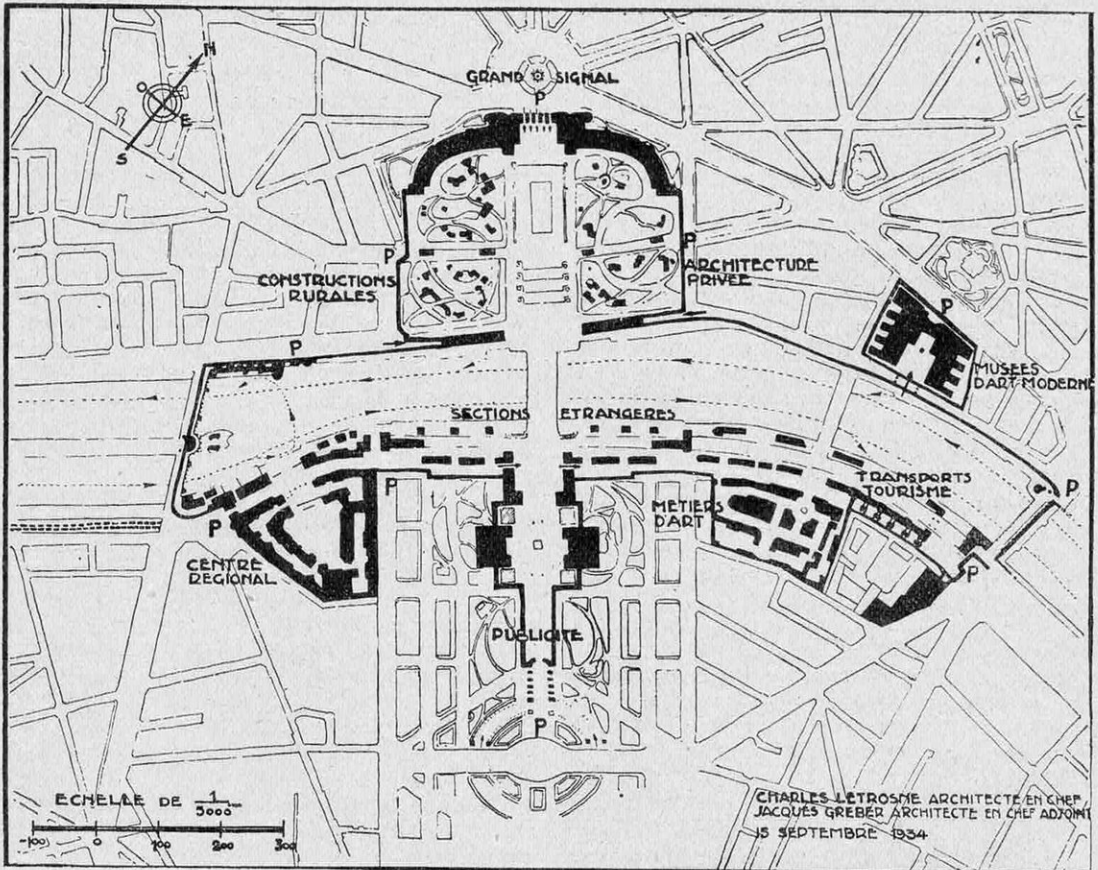 N
O
E
S
GRAND SIGNAL
P
P
P
CONSTRUCTIONS
RURALES
ARCHITECTURE
PRIVEE
P
P
MUSEES
D'ART MODERNE
SECTIONS ETRANGERES
P
TRANSPORTS
TOURISME
P
METIERS
D'ART
P
CENTRE
REGIONAL
P
PUBLICITE
P
ECHELLE DE 1/5000
-100 0 100 200 300
CHARLES LETROSNE ARCHITECTE EN CHEF
JACQUES GREBER ARCHITECTE EN CHEF ADJOINT
15 SEPTEMBRE 1934